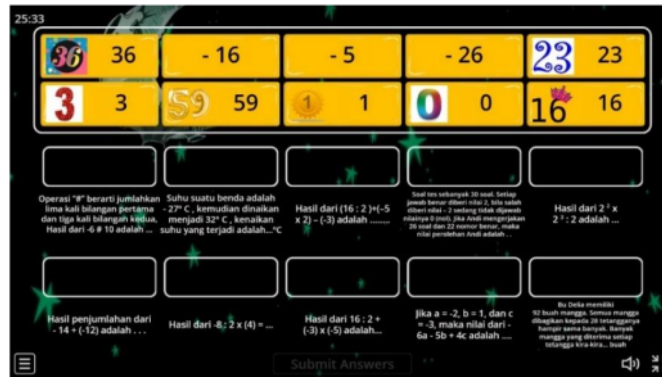 25:33
36 36 - 16 - 5 - 26 23 23
3 3 59 59 1 1 0 0 16 16
Operasi "#" berarti jumlahkan
lima kali bilangan pertama
dan tiga kali bilangan kedua,
Hasil dari -6 # 10 adalah ...
Suhu suatu benda adalah
- 27° C , kemudian dinaikan
menjadi 32° C , kenaikan
suhu yang terjadi adalah...°C
Hasil dari (16 : 2 )+(–5
x 2) – (-3) adalah ........
Soal tes sebanyak 30 soal. Setiap
jawab benar diberi nilai 2, bila salah
diberi nilai - 2 sedang tidak dijawab
nilainya 0 (nol). Jika Andi mengerjakan
26 soal dan 22 nomor benar, maka
nilai perolehan Andi adalah . .
Hasil dari 2 ² x
2 ³ : 2 adalah ...
Hasil penjumlahan dari
- 14 + (-12) adalah . . .
Hasil dari -8 : 2 x (4) = ...
Hasil dari 16 : 2 +
(-3) x (-5) adalah...
Jika a = -2, b = 1, dan c
= -3, maka nilai dari -
6a - 5b + 4c adalah ....
Bu Delia memiliki
92 buah mangga. Semua mangga
dibagikan kepada 28 tetangganya
hampir sama banyak. Banyak
mangga yang diterima setiap
tetangga kira-kira... buah
Submit Answers